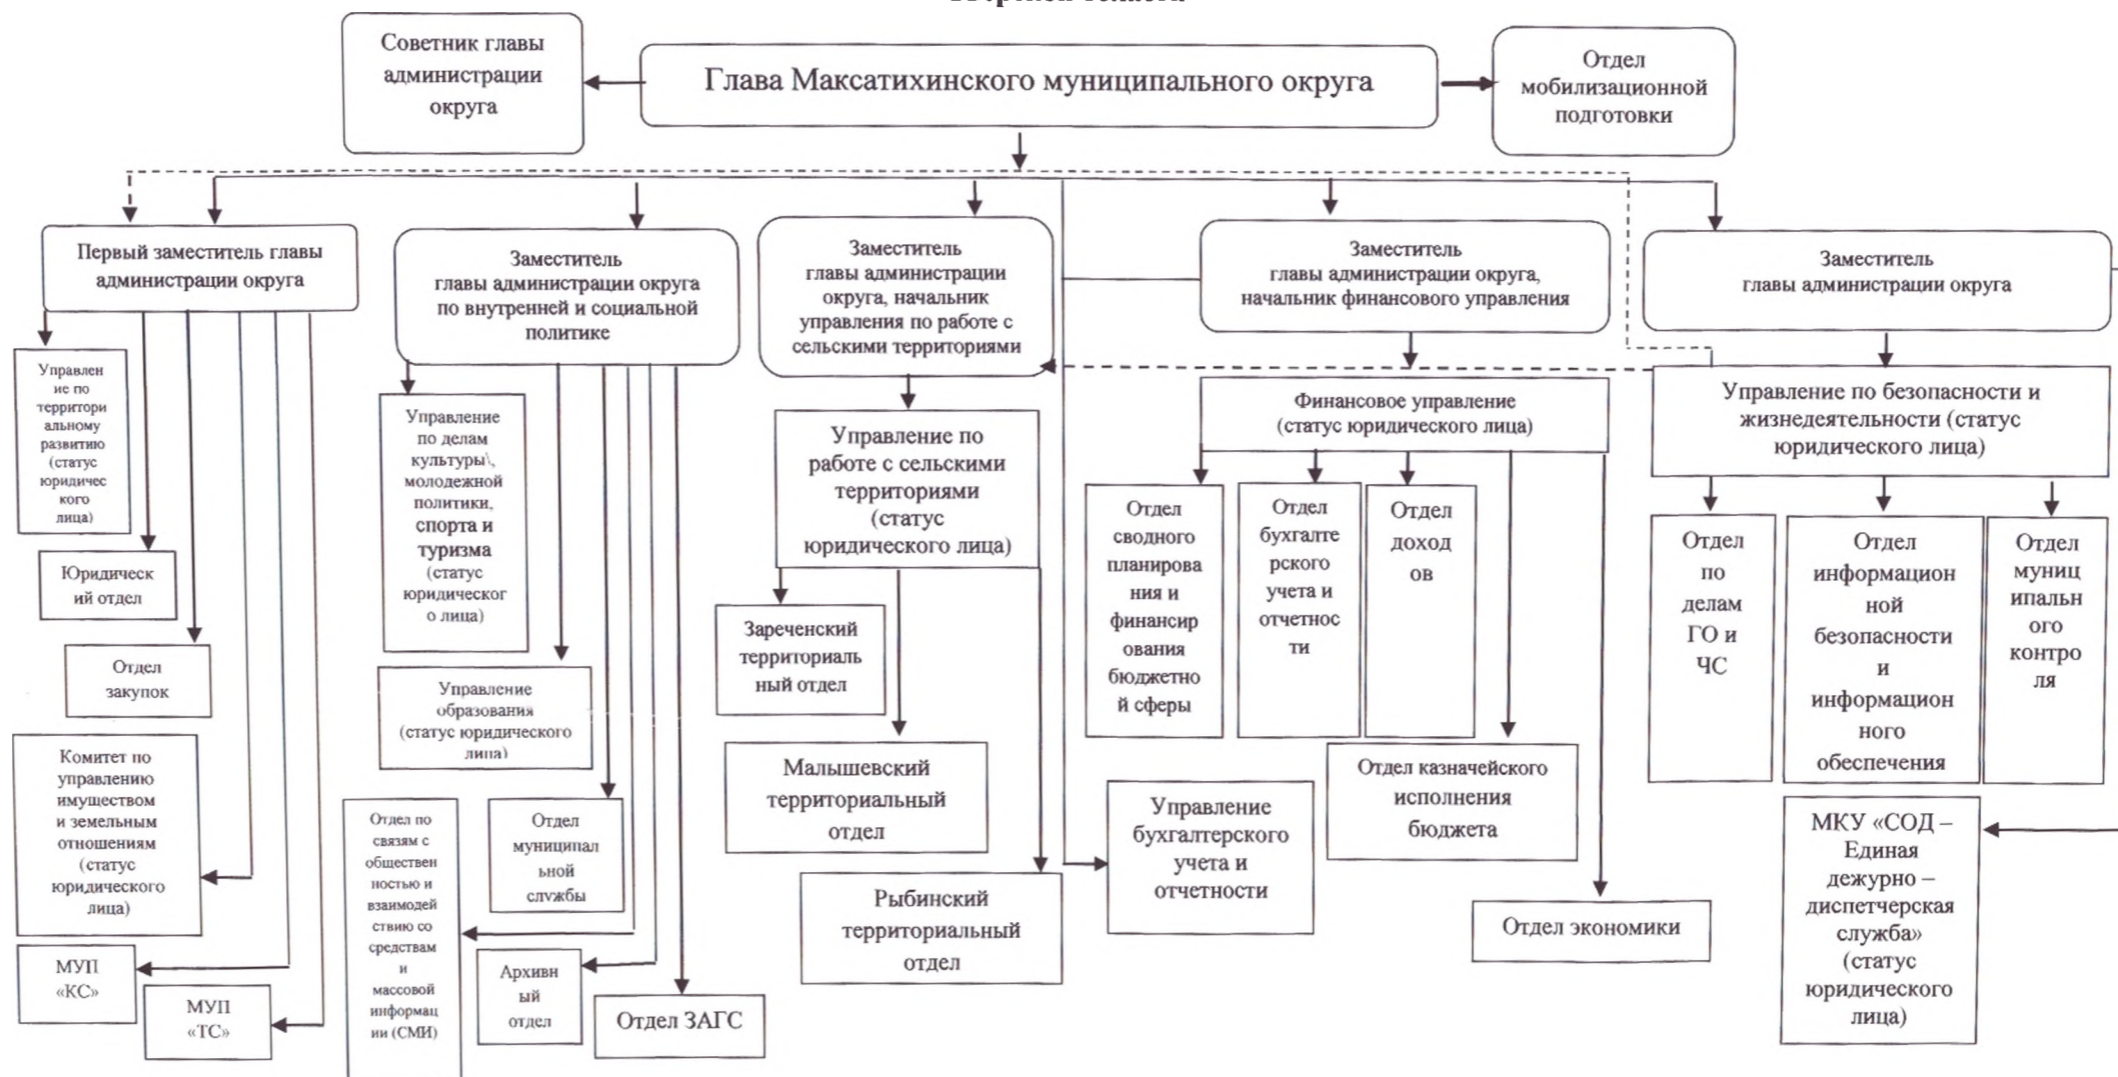 Советник главы
администрации
округа
Глава Максатихинского муниципального округа
Отдел
мобилизационной
подготовки
Первый заместитель главы
администрации округа
Заместитель
главы администрации округа
по внутренней и социальной
политике
Заместитель
главы администрации
округа, начальник
управления по работе с
сельскими территориями
Заместитель
главы администрации округа,
начальник финансового управления
Заместитель
главы администрации округа
Управлен
ие по
территори
альному
развитию
(статус
юридичес
кого
лица)
Юридическ
ий отдел
Отдел
закупок
Комитет по
управлению
имуществом
и земельным
отношениям
(статус
юридического
лица)
МУП
«КС»
МУП
«ТС»
Управление
по делам
культуры\,
молодежной
политики,
спорта и
туризма
(статус
юридическог
о лица)
Управление
образования
(статус юридического
лица)
Отдел по
связям с
обществен
ностью и
взаимодей
ствию со
средствам
и
массовой
информац
ии (СМИ)
Отдел
муниципал
ьной
службы
Архивн
ый
отдел
Отдел ЗАГС
Управление по
работе с сельскими
территориями
(статус
юридического лица)
Зареченский
территориаль
ный отдел
Малышевский
территориальный
отдел
Рыбинский
территориальный
отдел
Финансовое управление
(статус юридического лица)
Отдел
сводного
планирова
ния и
финансир
ования
бюджетно
й сферы
Отдел
бухгалте
рского
учета и
отчетнос
ти
Отдел
доход
ов
Отдел казначейского
исполнения
бюджета
Управление
бухгалтерского
учета и
отчетности
Отдел экономики
Управление по безопасности и
жизнедеятельности (статус
юридического лица)
Отдел
по
делам
ГО и
ЧС
Отдел
информацион
ной
безопасности
и
информацион
ного
обеспечения
Отдел
муниц
ипальн
ого
контро
ля
МКУ «СОД –
Единая
дежурно –
диспетчерская
служба»
(статус
юридического
лица)